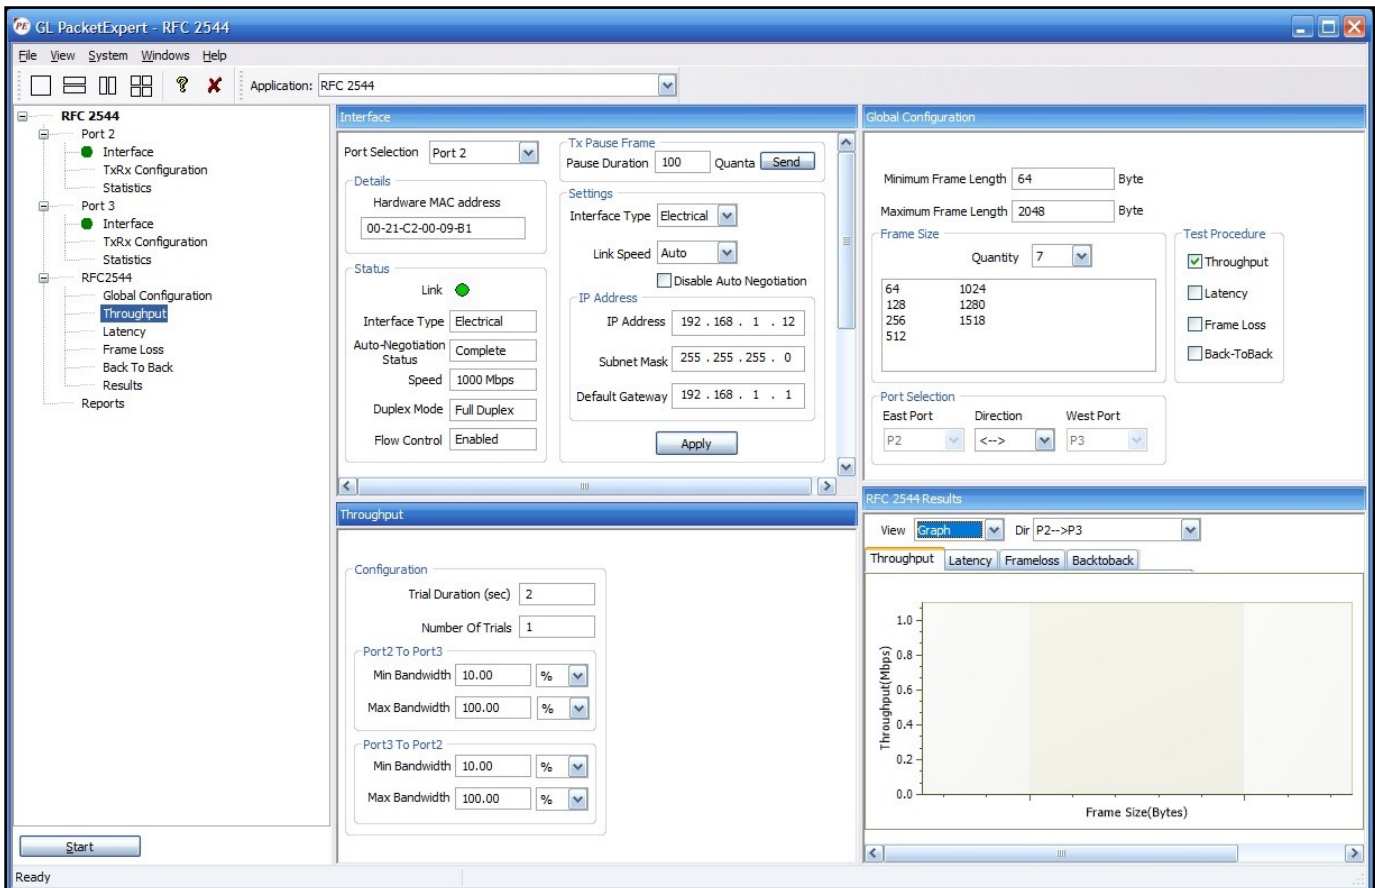 GL PacketExpert - RFC 2544
File View System Windows Help
Application: RFC 2544
RFC 2544
Port 2
Interface
TxRx Configuration
Statistics
Port 3
Interface
TxRx Configuration
Statistics
RFC2544
Global Configuration
Throughput
Latency
Frame Loss
Back To Back
Results
Reports
Start
Ready
Interface
Port Selection Port 2
Details
Hardware MAC address
00-21-C2-00-09-B1
Status
Link
Interface Type Electrical
Auto-Negotiation Status Complete
Speed 1000 Mbps
Duplex Mode Full Duplex
Flow Control Enabled
Tx Pause Frame
Pause Duration 100 Quanta Send
Settings
Interface Type Electrical
Link Speed Auto
Disable Auto Negotiation
IP Address
IP Address 192 . 168 . 1 . 12
Subnet Mask 255 . 255 . 255 . 0
Default Gateway 192 . 168 . 1 . 1
Apply
Throughput
Configuration
Trial Duration (sec) 2
Number Of Trials 1
Port2 To Port3
Min Bandwidth 10.00 %
Max Bandwidth 100.00 %
Port3 To Port2
Min Bandwidth 10.00 %
Max Bandwidth 100.00 %
Global Configuration
Minimum Frame Length 64 Byte
Maximum Frame Length 2048 Byte
Frame Size
Quantity 7
64 1024
128 1280
256 1518
512
Test Procedure
Throughput
Latency
Frame Loss
Back-ToBack
Port Selection
East Port Direction West Port
P2 <--> P3
RFC 2544 Results
View Graph Dir P2-->P3
Throughput Latency Frameloss Backtoback
Throughput(Mbps)
1.0
0.8
0.6
0.4
0.2
0.0
Frame Size(Bytes)